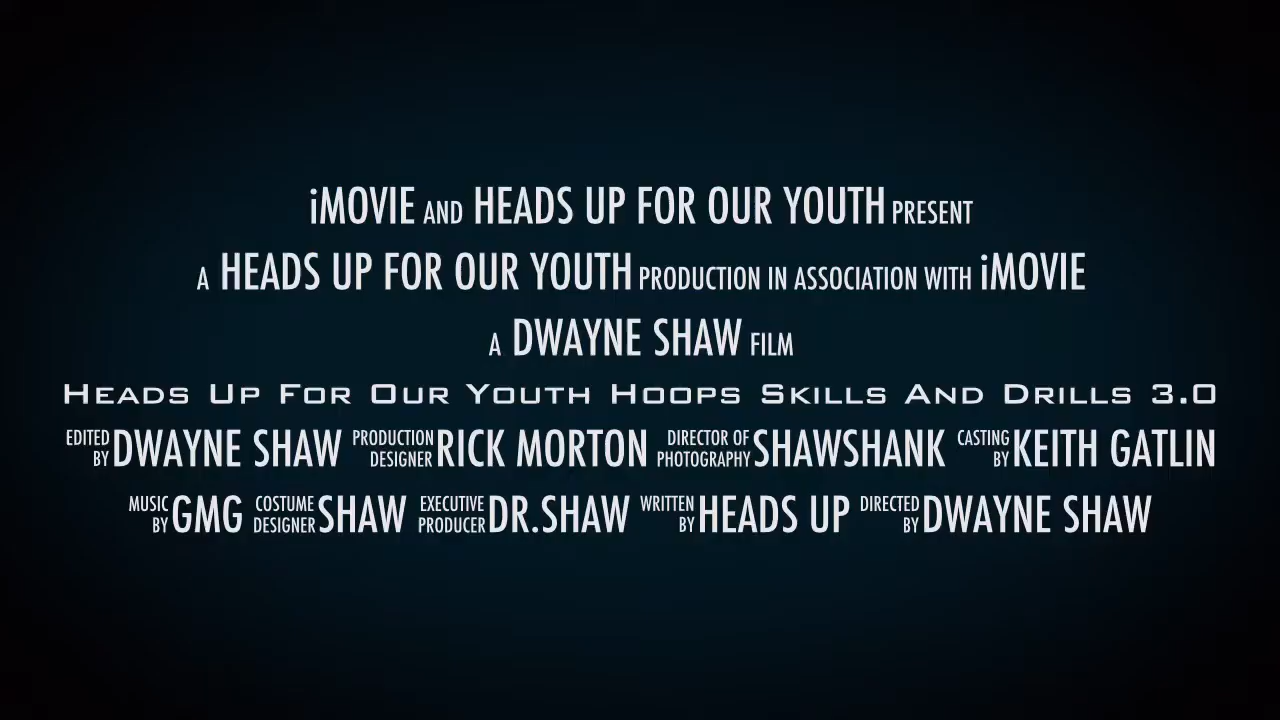 iMOVIE AND HEADS UP FOR OUR YOUTH PRESENT
A HEADS UP FOR OUR YOUTH PRODUCTION IN ASSOCIATION WITH iMOVIE
A DWAYNE SHAW FILM
HEADS UP FOR OUR YOUTH HOOPS SKILLS AND DRILLS 3.0
EDITED BY DWAYNE SHAW PRODUCTION DESIGNER RICK MORTON DIRECTOR OF PHOTOGRAPHY SHAWSHANK CASTING BY KEITH GATLIN
MUSIC BY GMG COSTUME DESIGNER SHAW EXECUTIVE PRODUCER DR.SHAW WRITTEN BY HEADS UP DIRECTED BY DWAYNE SHAW